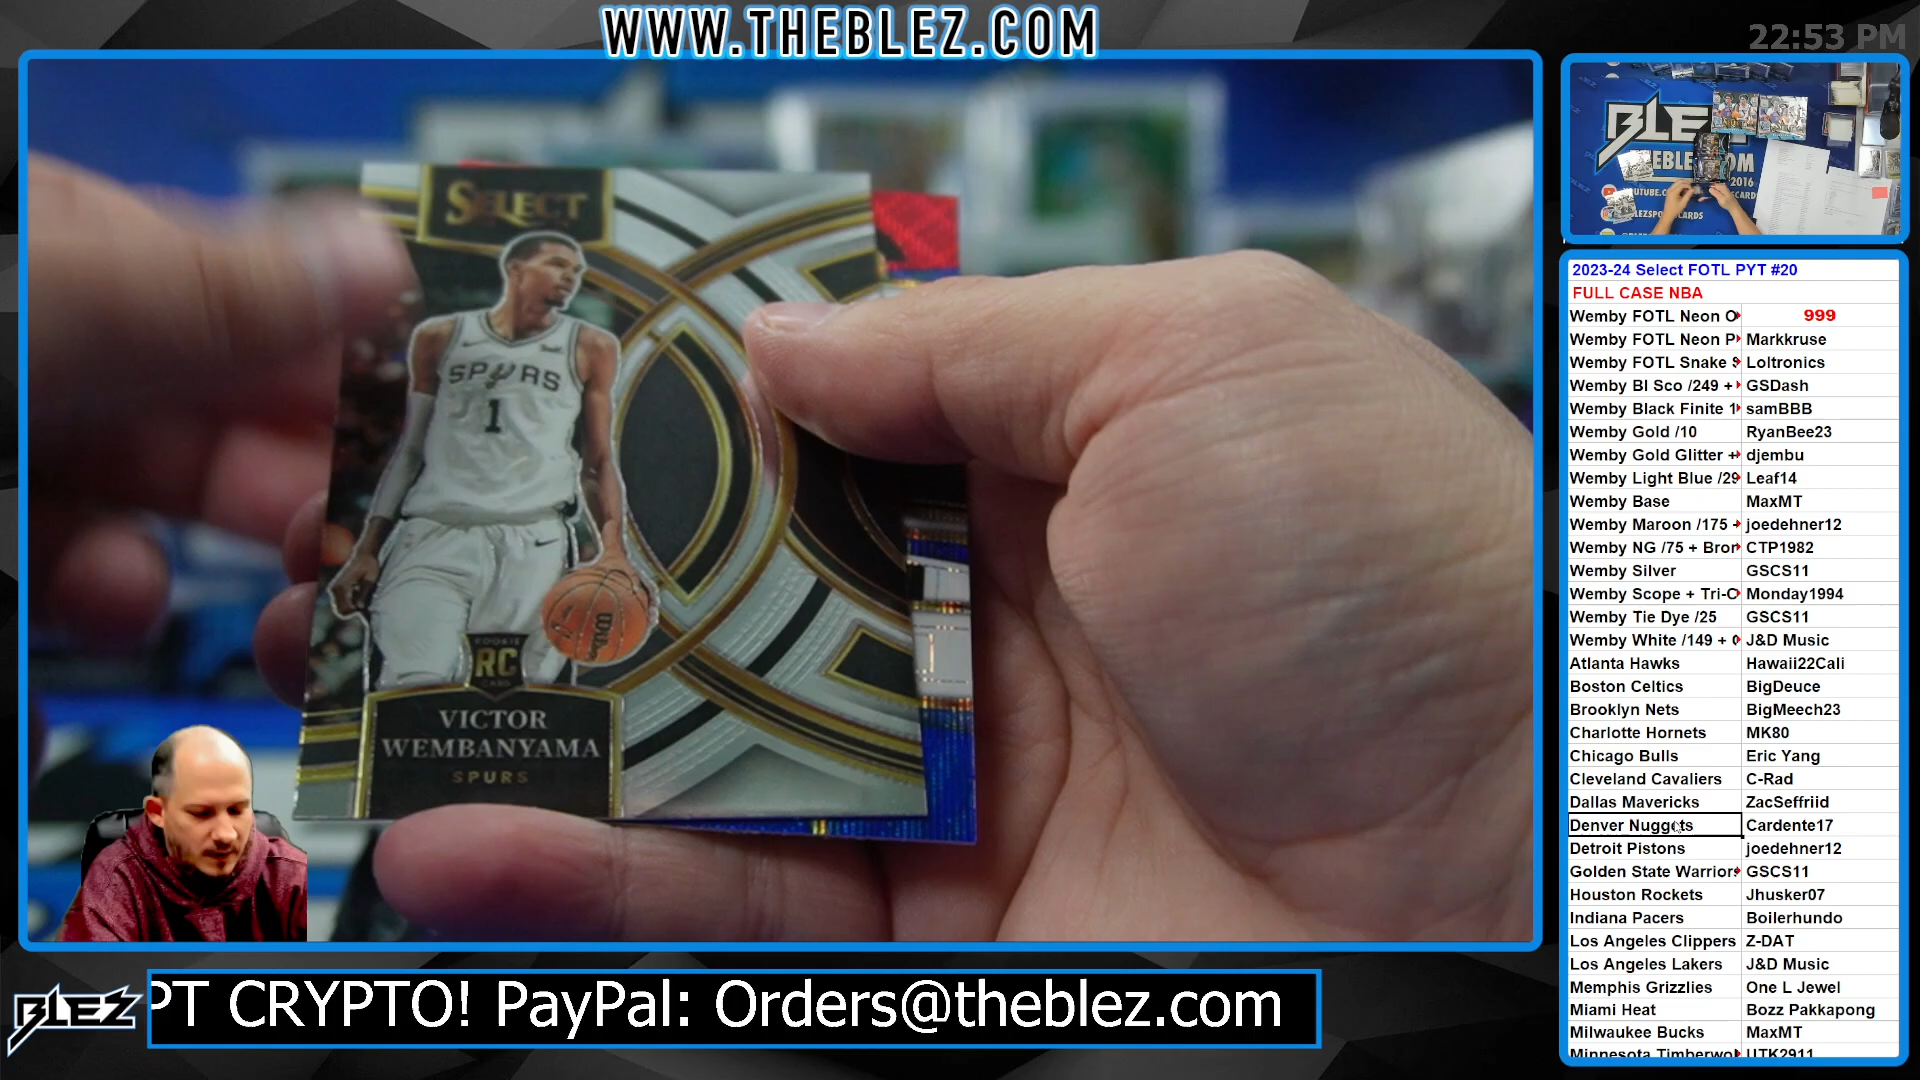 WWW.THEBLEZ.COM
22:53 PM
SELECT
SPURS
1
ROOKIE
RC
CARD
VICTOR
WEMBANYAMA
SPURS
BLE
2016
2023-24 Select FOTL PYT #20
FULL CASE NBA
Wemby FOTL Neon O 999
Wemby FOTL Neon P Markkruse
Wemby FOTL Snake S Loltronics
Wemby Bl Sco /249 + GSDash
Wemby Black Finite 1 samBBB
Wemby Gold /10 RyanBee23
Wemby Gold Glitter + djembu
Wemby Light Blue /29 Leaf14
Wemby Base MaxMT
Wemby Maroon /175 + joedehner12
Wemby NG /75 + Bron CTP1982
Wemby Silver GSCS11
Wemby Scope + Tri-C Monday1994
Wemby Tie Dye /25 GSCS11
Wemby White /149 + J&D Music
Atlanta Hawks Hawaii22Cali
Boston Celtics BigDeuce
Brooklyn Nets BigMeech23
Charlotte Hornets MK80
Chicago Bulls Eric Yang
Cleveland Cavaliers C-Rad
Dallas Mavericks ZacSeffriid
Denver Nuggets Cardente17
Detroit Pistons joedehner12
Golden State Warriors GSCS11
Houston Rockets Jhusker07
Indiana Pacers Boilerhundo
Los Angeles Clippers Z-DAT
Los Angeles Lakers J&D Music
Memphis Grizzlies One L Jewel
Miami Heat Bozz Pakkapong
Milwaukee Bucks MaxMT
Minnesota Timberwol UTK2911
BLEZ
PT CRYPTO! PayPal: Orders@theblez.com